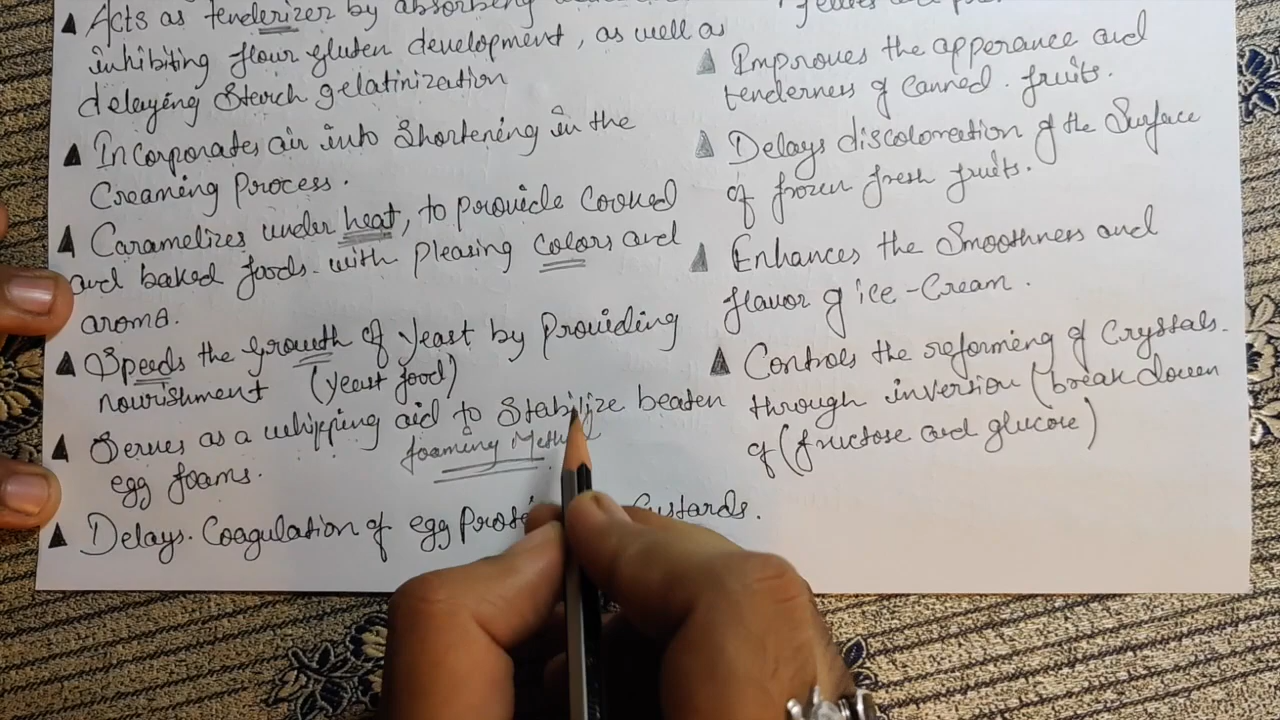 Acts as tenderizer by absorbing
inhibiting flour gluten development, as well as
delaying Starch gelatinization
Incorporates air into Shortening in the
Creaming Process.
Caramelizes under heat, to provide Cooked
and baked foods. with pleasing colors and
aroma.
Speeds the growth of yeast by Providing
nourishment (yeast food)
Serves as a whipping aid to Stabilize beaten
egg foams.
foaming
Delays. Coagulation of egg Custards.
Improves the apperance and
tenderness of canned. fruits.
Delays discoloration of the Surface
of frozen fresh fruits.
Enhances the Smoothness and
flavor of ice-Cream.
Controls the reforming of Crystals.
through inversion (break down
of (fructose and glucose)